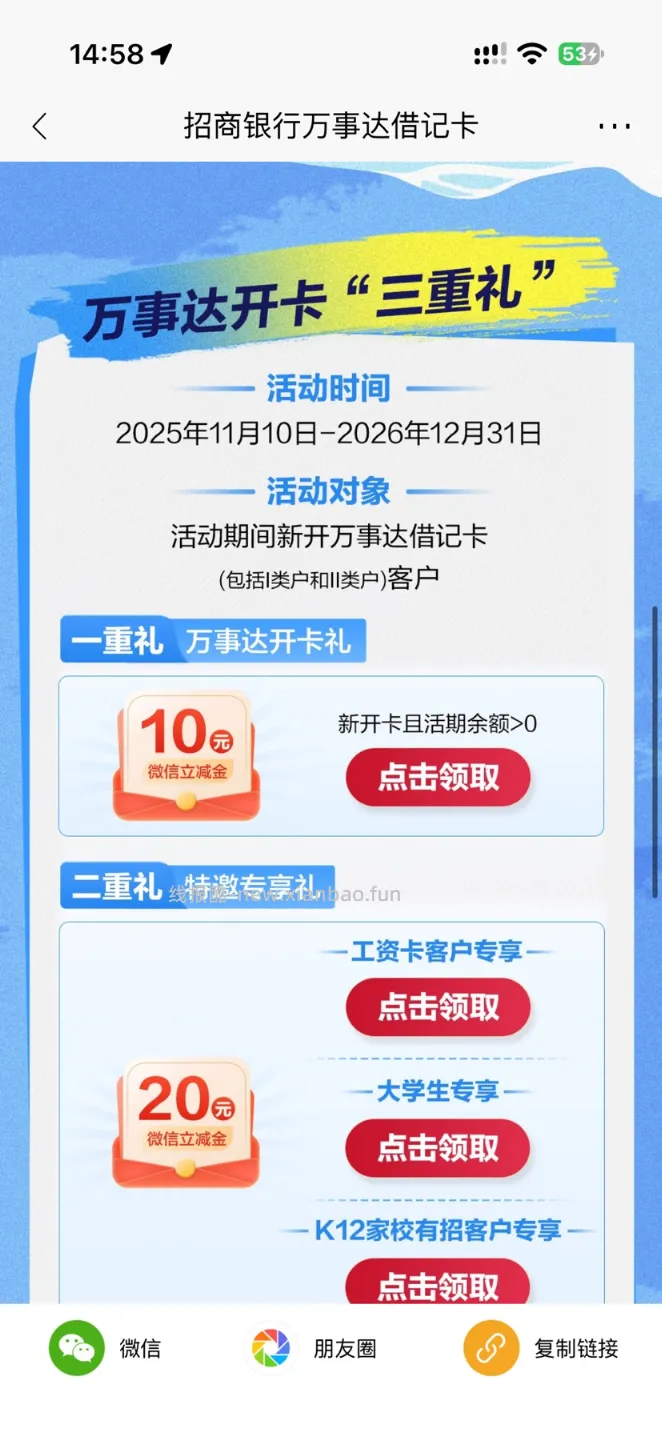 14:58
53
招商银行万事达借记卡
万事达开卡“三重礼”
活动时间
2025年11月10日-2026年12月31日
活动对象
活动期间新开万事达借记卡
(包括I类户和II类户)客户
一重礼 万事达开卡礼
10元
微信立减金
新开卡且活期余额>0
点击领取
二重礼 特邀专享礼
线报酷-new.xianbao.fun
20元
微信立减金
工资卡客户专享
点击领取
大学生专享
点击领取
K12家校有招客户专享
点击领取
微信
朋友圈
复制链接